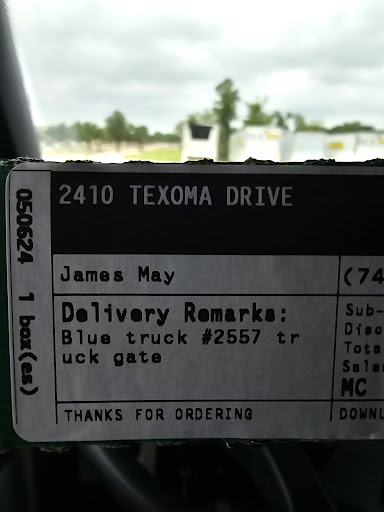 2410 TEXOMA DRIVE
James May
(74
Delivery Remarks:
Blue truck #2557 tr
uck gate
Sub-
Disc
Tota
Sale
MC
THANKS FOR ORDERING
DOWNL
050624 1 box(es)